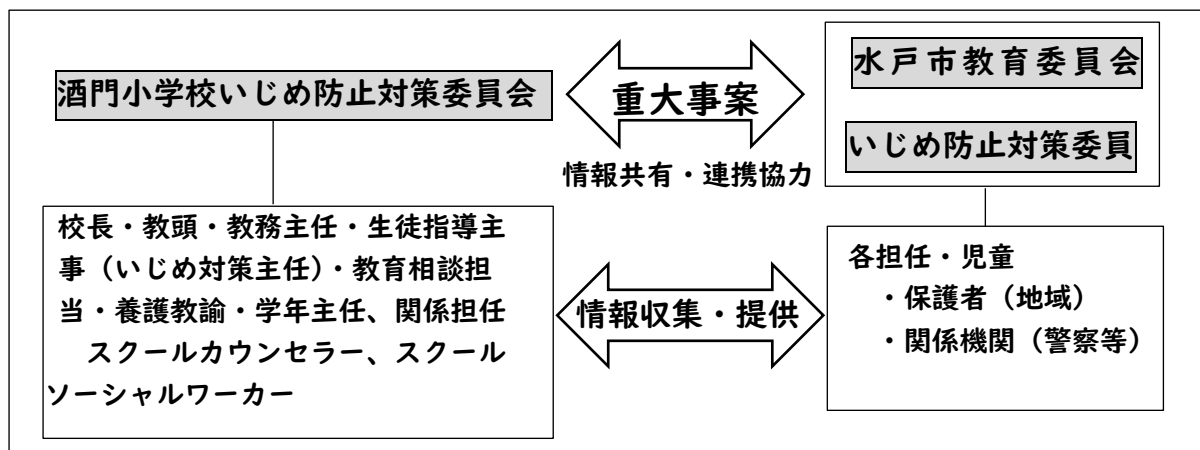 酒門小学校いじめ防止対策委員会
重大事案
情報共有・連携協力
水戸市教育委員会
いじめ防止対策委員
校長・教頭・教務主任・生徒指導主
事（いじめ対策主任）・教育相談担
当・養護教諭・学年主任、関係担任
スクールカウンセラー、スクール
ソーシャルワーカー
情報収集・提供
各担任・児童
・保護者（地域）
・関係機関（警察等）